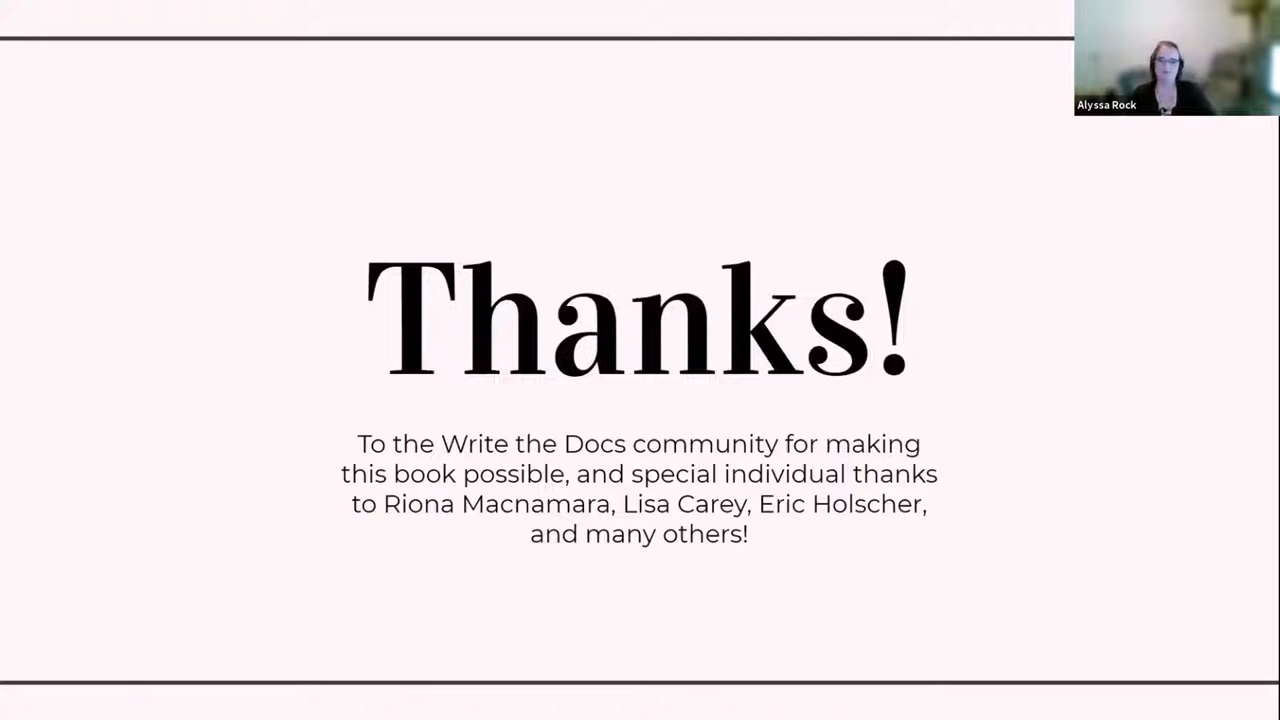 Alyssa Rock
Thanks!
To the Write the Docs community for making
this book possible, and special individual thanks
to Riona Macnamara, Lisa Carey, Eric Holscher,
and many others!